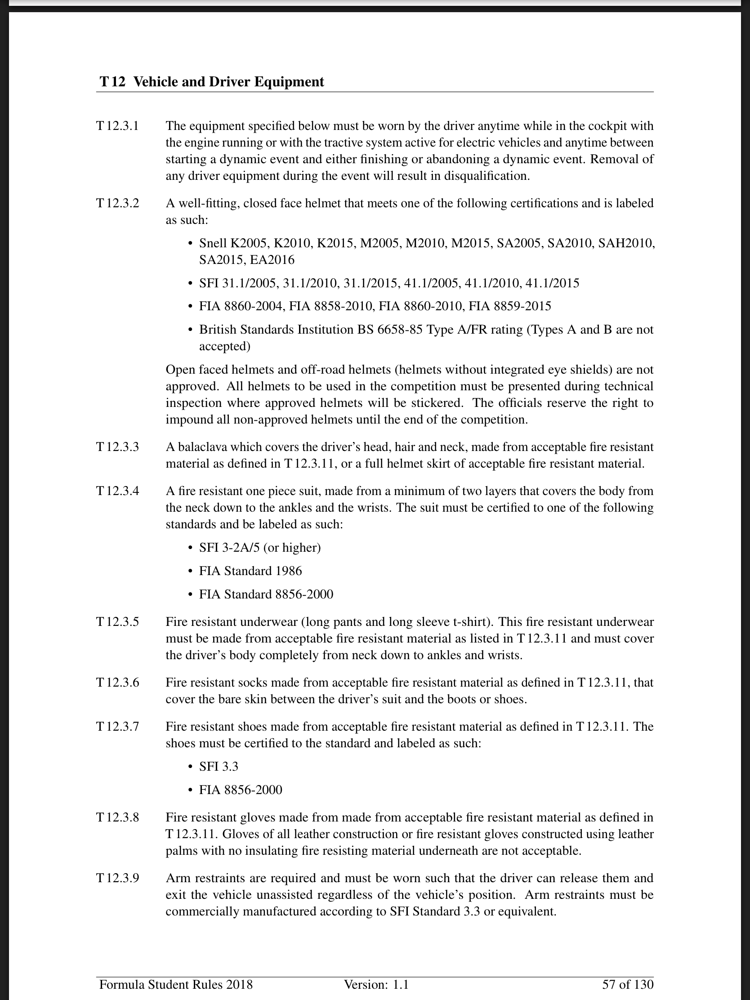 T 12 Vehicle and Driver Equipment
T 12.3.1 The equipment specified below must be worn by the driver anytime while in the cockpit with
the engine running or with the tractive system active for electric vehicles and anytime between
starting a dynamic event and either finishing or abandoning a dynamic event. Removal of
any driver equipment during the event will result in disqualification.
T 12.3.2 A well-fitting, closed face helmet that meets one of the following certifications and is labeled
as such:
• Snell K2005, K2010, K2015, M2005, M2010, M2015, SA2005, SA2010, SAH2010,
SA2015, EA2016
• SFI 31.1/2005, 31.1/2010, 31.1/2015, 41.1/2005, 41.1/2010, 41.1/2015
• FIA 8860-2004, FIA 8858-2010, FIA 8860-2010, FIA 8859-2015
• British Standards Institution BS 6658-85 Type A/FR rating (Types A and B are not
accepted)
Open faced helmets and off-road helmets (helmets without integrated eye shields) are not
approved. All helmets to be used in the competition must be presented during technical
inspection where approved helmets will be stickered. The officials reserve the right to
impound all non-approved helmets until the end of the competition.
T 12.3.3 A balaclava which covers the driver's head, hair and neck, made from acceptable fire resistant
material as defined in T 12.3.11, or a full helmet skirt of acceptable fire resistant material.
T 12.3.4 A fire resistant one piece suit, made from a minimum of two layers that covers the body from
the neck down to the ankles and the wrists. The suit must be certified to one of the following
standards and be labeled as such:
• SFI 3-2A/5 (or higher)
• FIA Standard 1986
• FIA Standard 8856-2000
T 12.3.5 Fire resistant underwear (long pants and long sleeve t-shirt). This fire resistant underwear
must be made from acceptable fire resistant material as listed in T 12.3.11 and must cover
the driver's body completely from neck down to ankles and wrists.
T 12.3.6 Fire resistant socks made from acceptable fire resistant material as defined in T 12.3.11, that
cover the bare skin between the driver's suit and the boots or shoes.
T 12.3.7 Fire resistant shoes made from acceptable fire resistant material as defined in T 12.3.11. The
shoes must be certified to the standard and labeled as such:
• SFI 3.3
• FIA 8856-2000
T 12.3.8 Fire resistant gloves made from made from acceptable fire resistant material as defined in
T 12.3.11. Gloves of all leather construction or fire resistant gloves constructed using leather
palms with no insulating fire resisting material underneath are not acceptable.
T 12.3.9 Arm restraints are required and must be worn such that the driver can release them and
exit the vehicle unassisted regardless of the vehicle's position. Arm restraints must be
commercially manufactured according to SFI Standard 3.3 or equivalent.
Formula Student Rules 2018 Version: 1.1 57 of 130